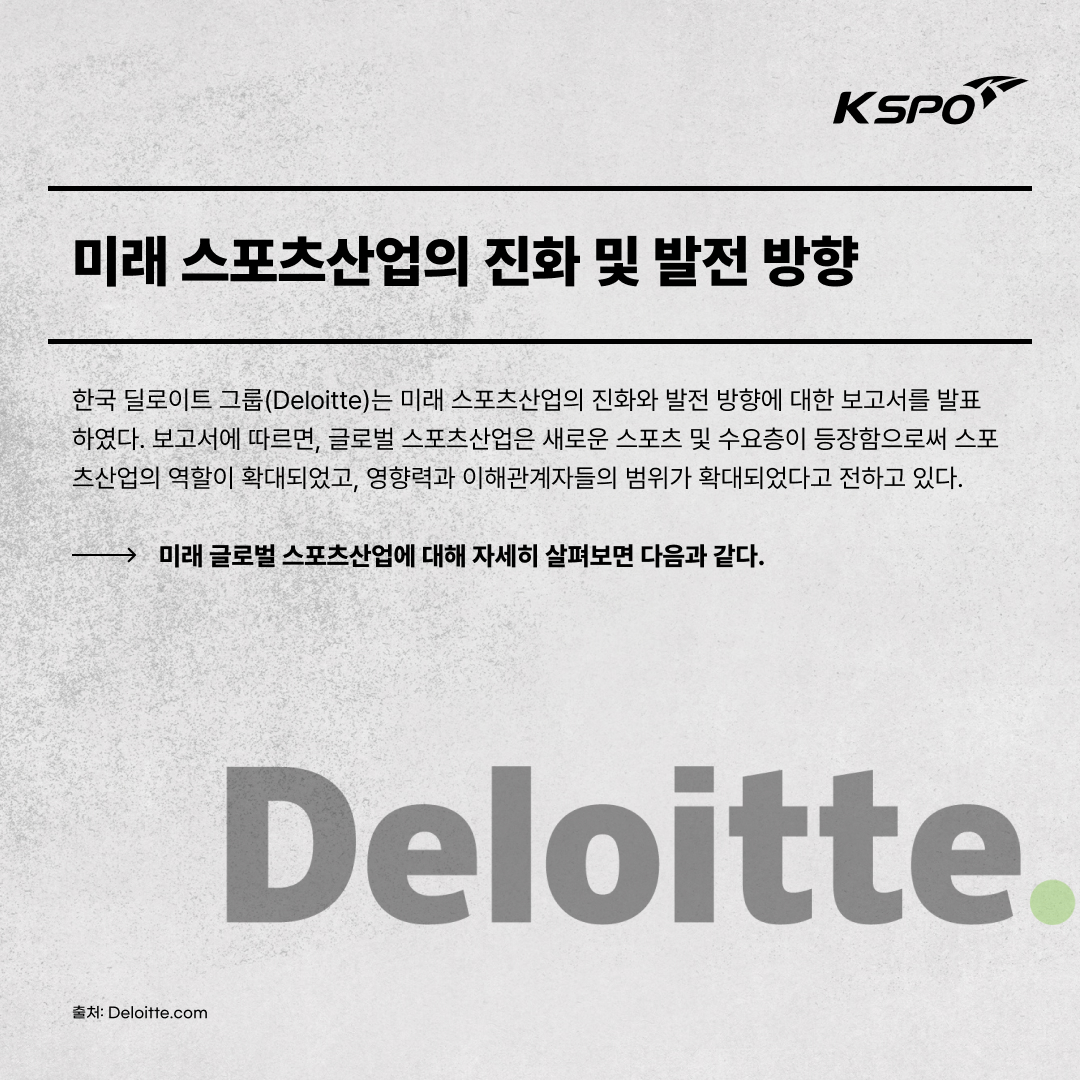 KSPO
미래 스포츠산업의 진화 및 발전 방향
한국 딜로이트 그룹(Deloitte)는 미래 스포츠산업의 진화와 발전 방향에 대한 보고서를 발표
하였다. 보고서에 따르면, 글로벌 스포츠산업은 새로운 스포츠 및 수요층이 등장함으로써 스포
츠산업의 역할이 확대되었고, 영향력과 이해관계자들의 범위가 확대되었다고 전하고 있다.
미래 글로벌 스포츠산업에 대해 자세히 살펴보면 다음과 같다.
Deloitte.
출처: Deloitte.com